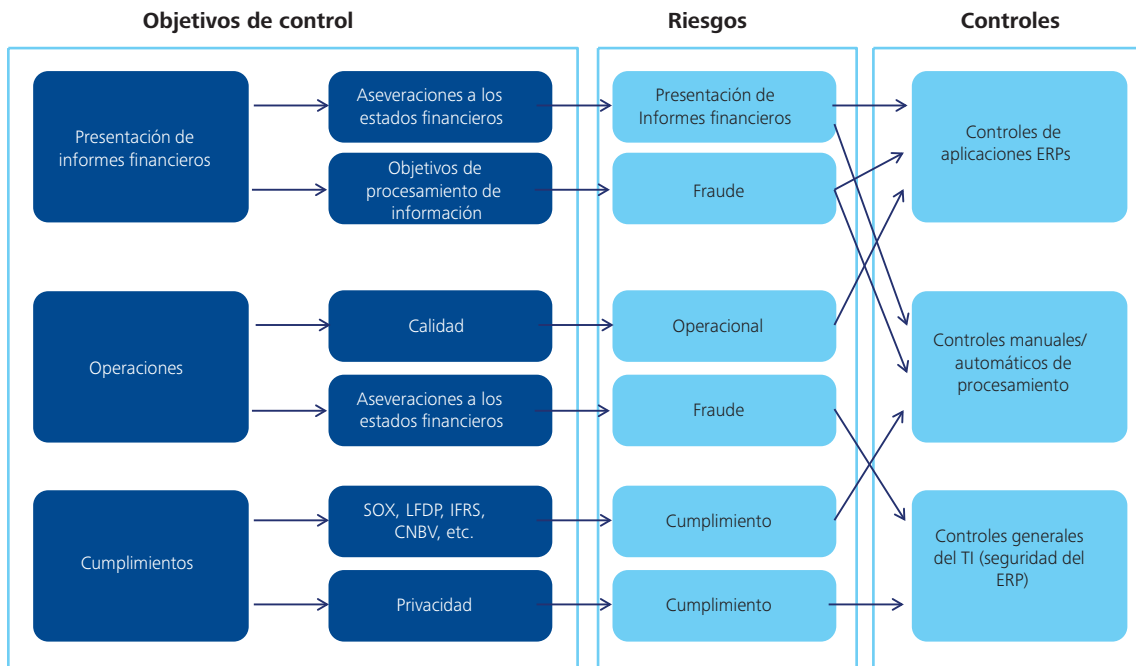 Objetivos de control
Riesgos
Controles
Presentación de
informes financieros
Aseveraciones a los
estados financieros
Objetivos de
procesamiento de
información
Presentación de
Informes financieros
Fraude
Controles de
aplicaciones ERPs
Operaciones
Calidad
Aseveraciones a los
estados financieros
Operacional
Fraude
Controles manuales/
automáticos de
procesamiento
Cumplimientos
SOX, LFDP, IFRS,
CNBV, etc.
Privacidad
Cumplimiento
Cumplimiento
Controles generales
del TI (seguridad del
ERP)